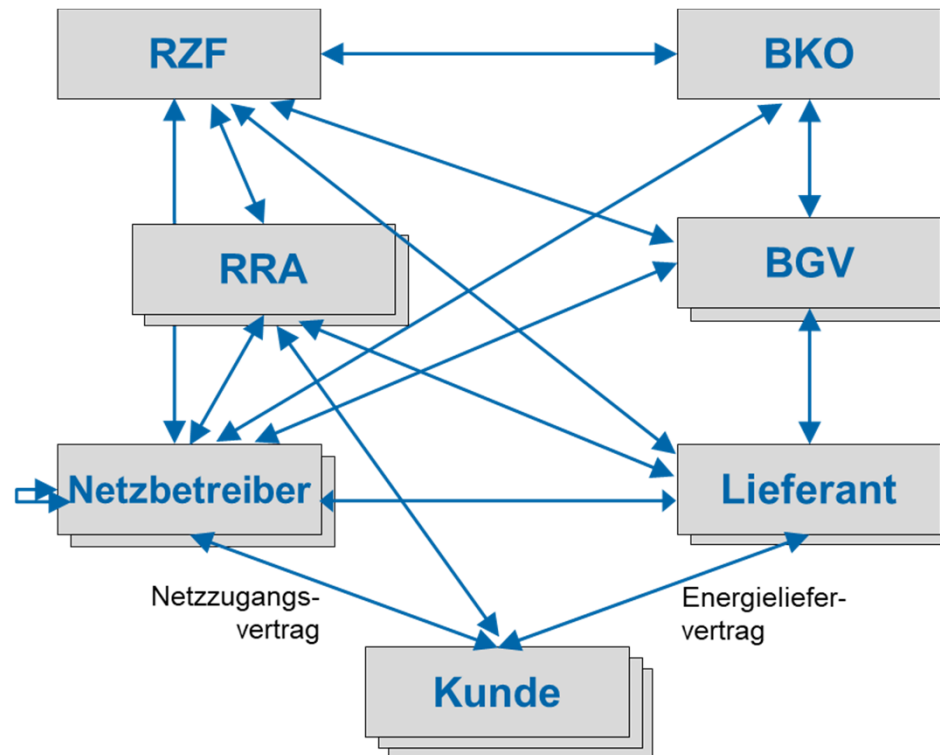 RZF
BKO
RRA
BGV
Netzbetreiber
Lieferant
Netzzugangs-
vertrag
Energieliefer-
vertrag
Kunde